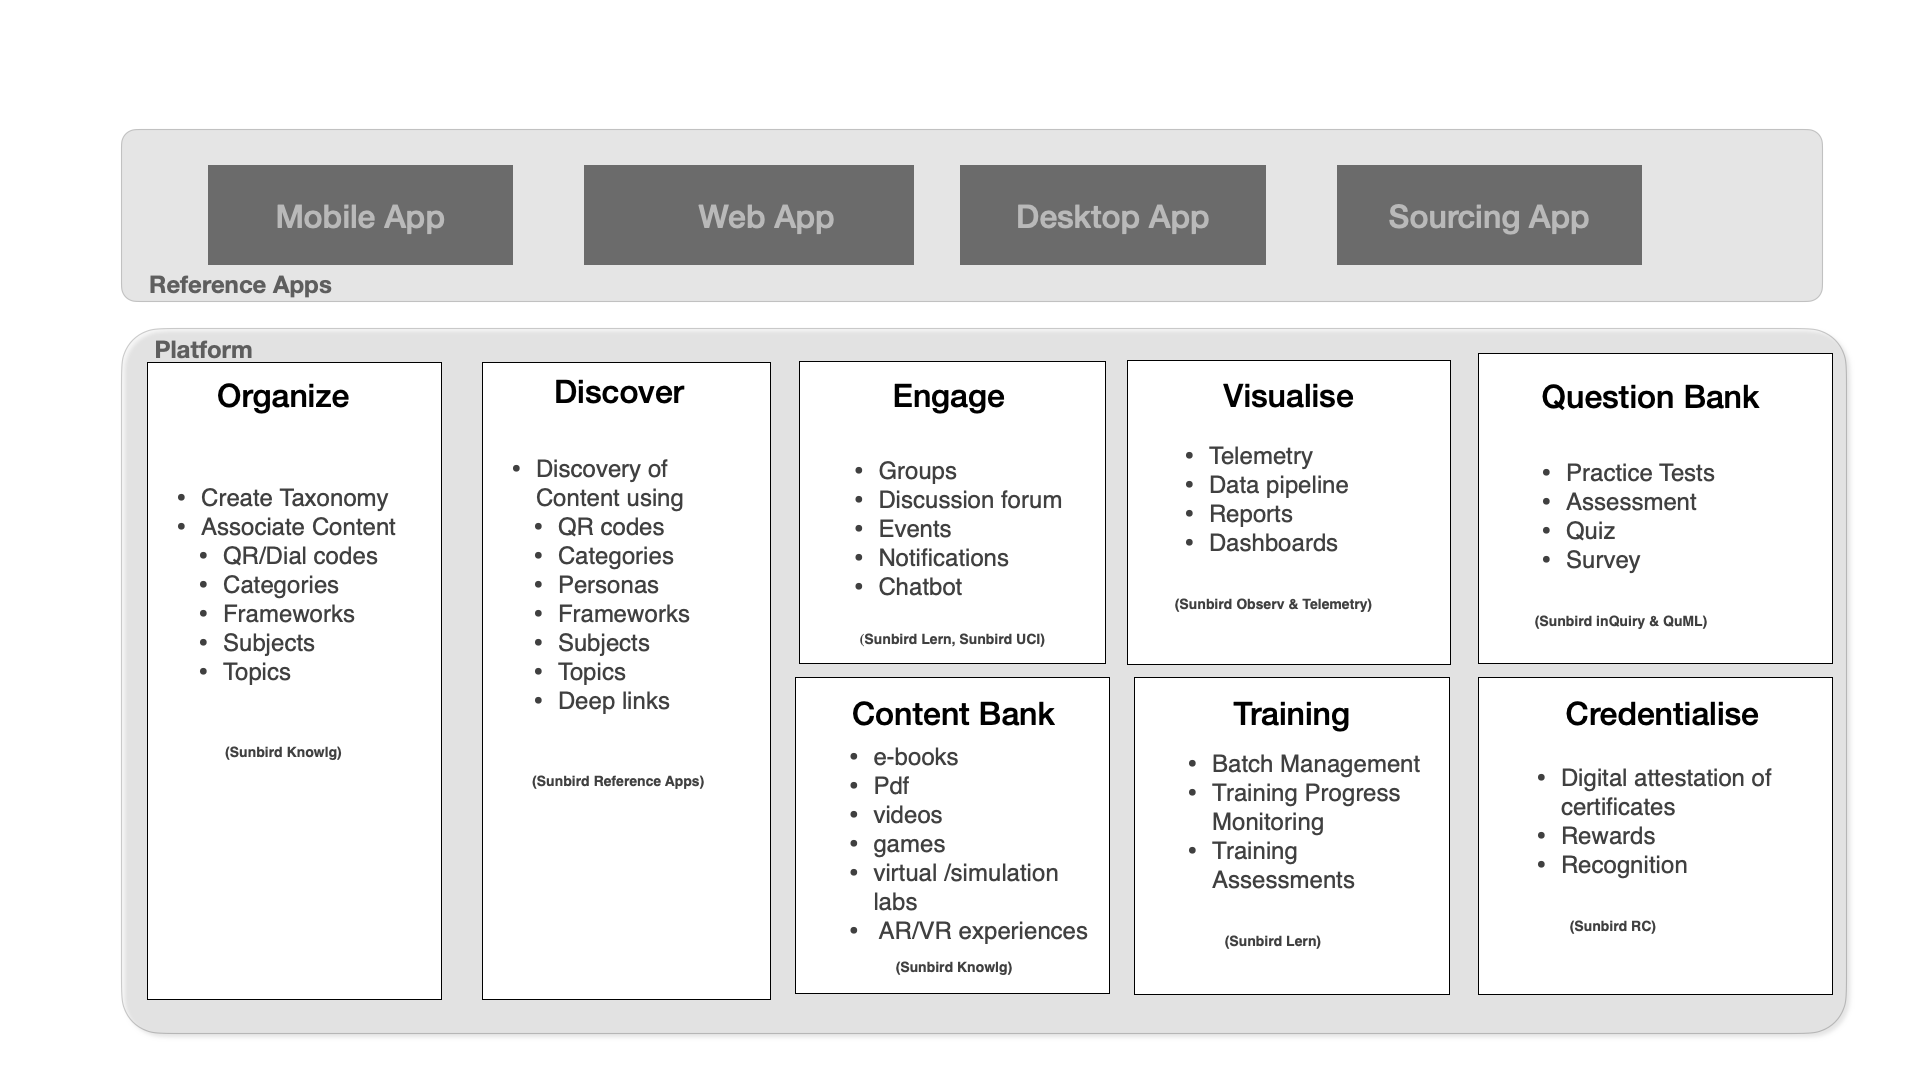 Mobile App
Web App
Desktop App
Sourcing App
Reference Apps
Platform
Organize
• Create Taxonomy
• Associate Content
• QR/Dial codes
• Categories
• Frameworks
• Subjects
• Topics
(Sunbird Knowlg)
Discover
• Discovery of
Content using
• QR codes
• Categories
• Personas
• Frameworks
• Subjects
• Topics
• Deep links
(Sunbird Reference Apps)
Engage
• Groups
• Discussion forum
• Events
• Notifications
• Chatbot
(Sunbird Lern, Sunbird UCI)
Visualise
• Telemetry
• Data pipeline
• Reports
• Dashboards
(Sunbird Observ & Telemetry)
Question Bank
• Practice Tests
• Assessment
• Quiz
• Survey
(Sunbird inQuiry & QuML)
Content Bank
• e-books
• Pdf
• videos
• games
• virtual /simulation
labs
• AR/VR experiences
(Sunbird Knowlg)
Training
• Batch Management
• Training Progress
Monitoring
• Training
Assessments
(Sunbird Lern)
Credentialise
• Digital attestation of
certificates
• Rewards
• Recognition
(Sunbird RC)